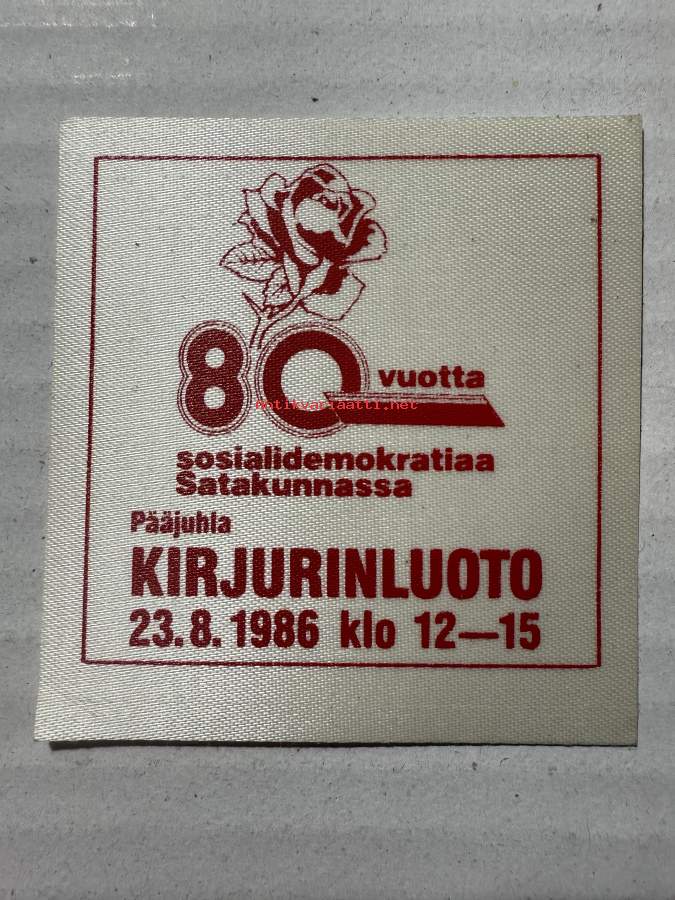 80 vuotta
antikvariaatti.net
sosialidemokratiaa
Satakunnassa
Pääjuhla
KIRJURINLUOTO
23.8.1986 klo 12—15